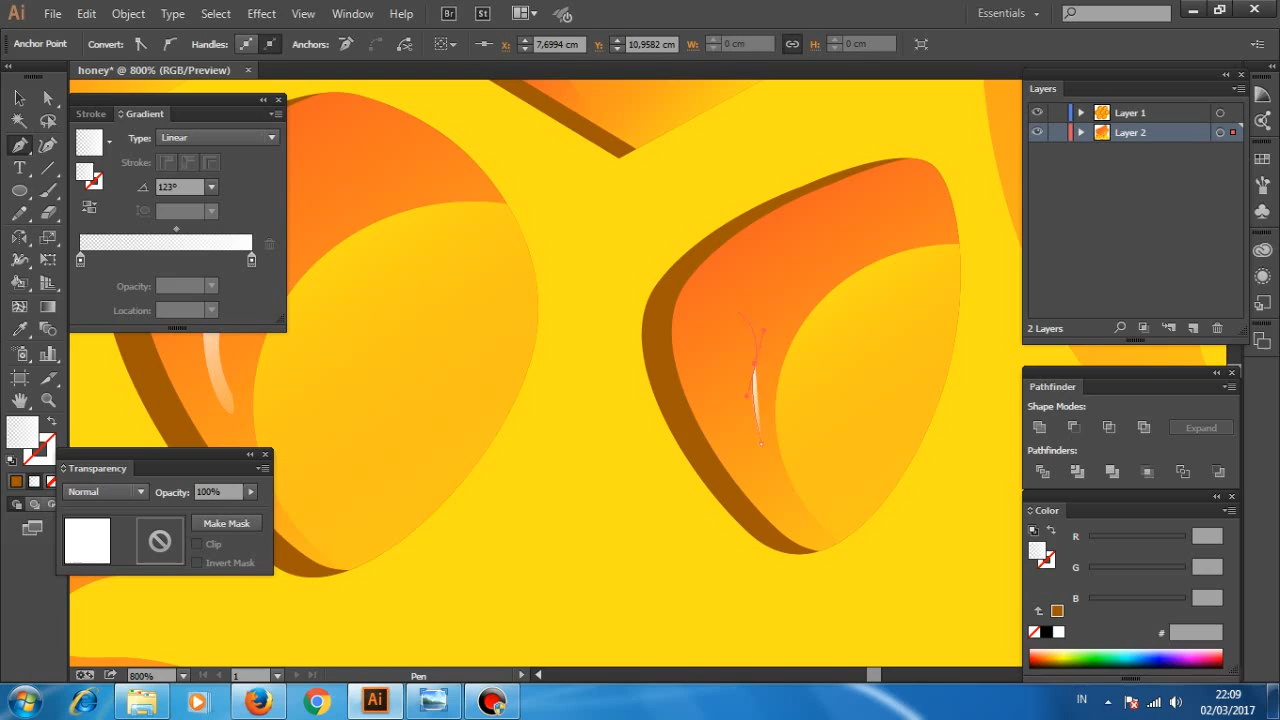 Ai File Edit Object Type Select Effect View Window Help Br St Essentials
Anchor Point Convert: Handles: Anchors: X: 7,6994 cm Y: 10,9582 cm W: 0 cm H: 0 cm
honey* @ 800% (RGB/Preview)
Stroke Gradient
Type: Linear
Stroke:
123°
Opacity:
Location:
Transparency
Normal Opacity: 100%
Make Mask
Clip
Invert Mask
Layers
Layer 1
Layer 2
2 Layers
Pathfinder
Shape Modes:
Expand
Pathfinders:
Color
R
G
B
#
800% 1 Pen
Ai IN 22:09
02/03/2017